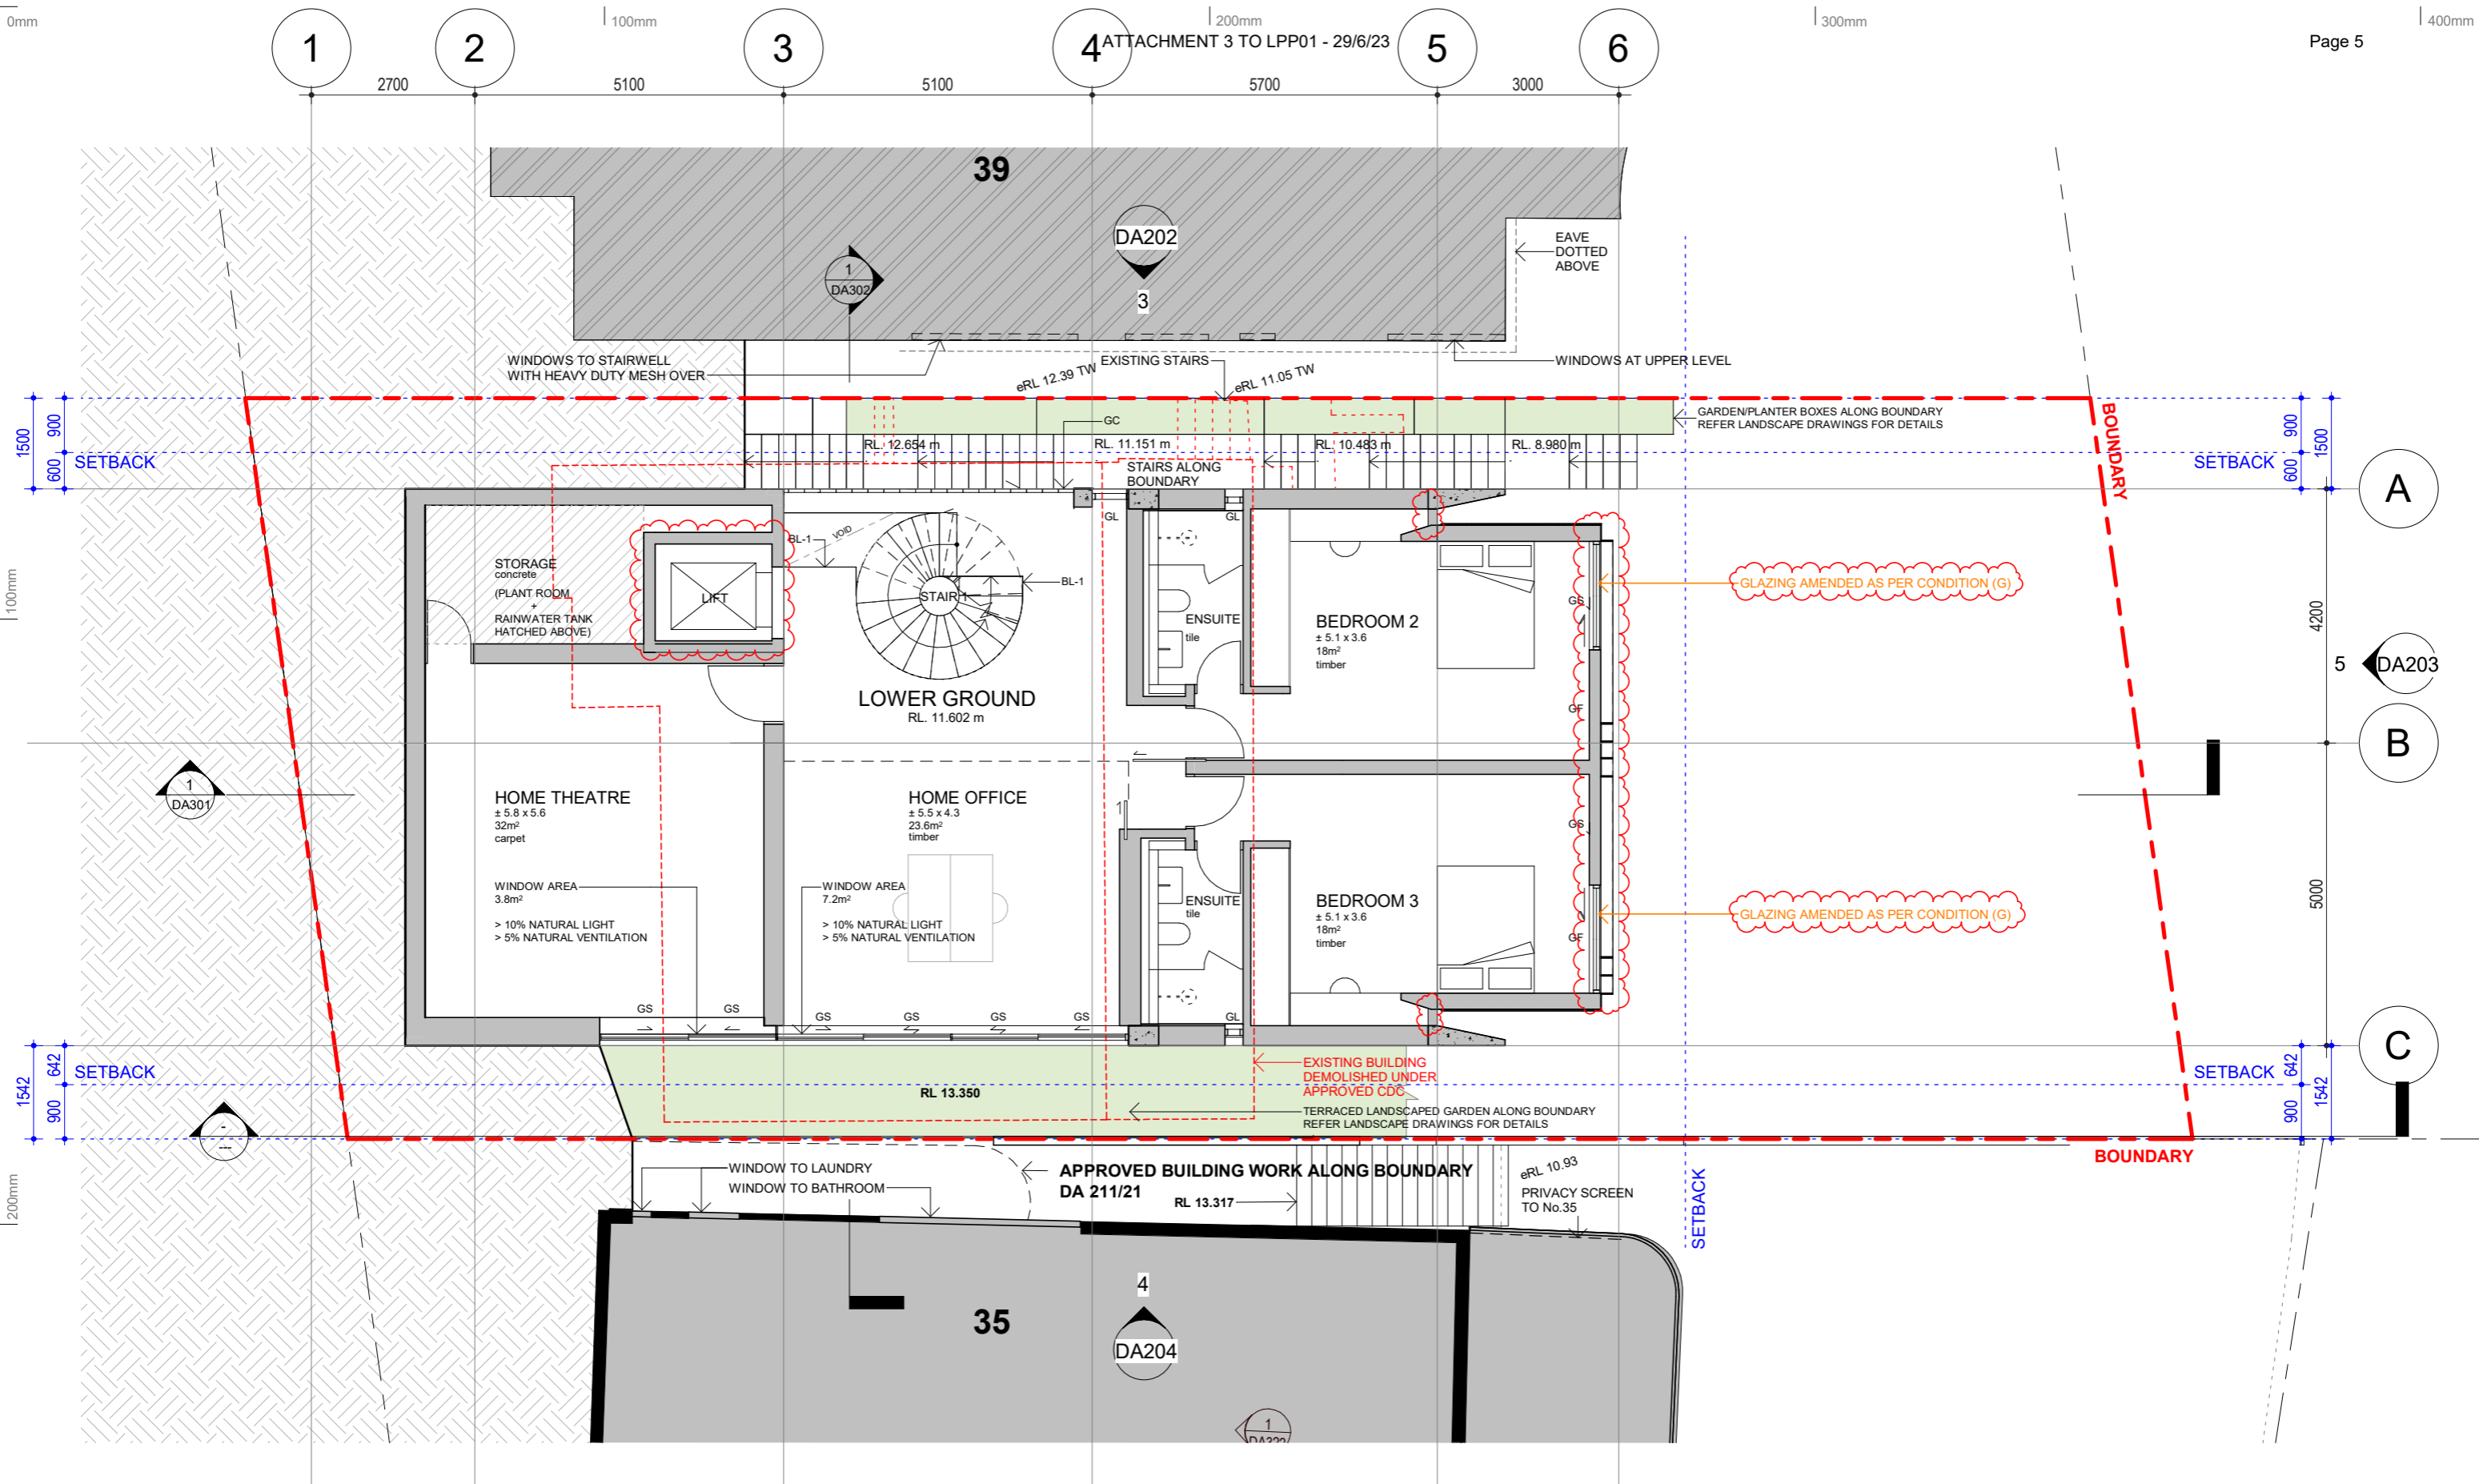 0mm
100mm
200mm
300mm
400mm
ATTACHMENT 3 TO LPP01 - 29/6/23
Page 5
1
2
3
4
5
6
2700
5100
5100
5700
3000
39
DA202
3
1
DA302
EAVE
DOTTED
ABOVE
WINDOWS TO STAIRWELL
WITH HEAVY DUTY MESH OVER
EXISTING STAIRS
WINDOWS AT UPPER LEVEL
eRL 12.39 TW
eRL 11.05 TW
GARDEN/PLANTER BOXES ALONG BOUNDARY
REFER LANDSCAPE DRAWINGS FOR DETAILS
BOUNDARY
1500
900
600
SETBACK
900
600
1500
SETBACK
GC
RL. 12.654 m
RL. 11.151 m
RL. 10.483 m
RL. 8.980 m
STAIRS ALONG
BOUNDARY
A
GL
GL
VOID
BL-1
BL-1
STORAGE
concrete
(PLANT ROOM
+
RAINWATER TANK
HATCHED ABOVE)
LIFT
STAIR 1
ENSUITE
tile
BEDROOM 2
± 5.1 x 3.6
18m²
timber
GS
GF
GLAZING AMENDED AS PER CONDITION (G)
100mm
4200
5
DA203
LOWER GROUND
RL. 11.602 m
B
1
DA301
HOME THEATRE
± 5.8 x 5.6
32m²
carpet
HOME OFFICE
± 5.5 x 4.3
23.6m²
timber
WINDOW AREA
3.8m²
> 10% NATURAL LIGHT
> 5% NATURAL VENTILATION
WINDOW AREA
7.2m²
> 10% NATURAL LIGHT
> 5% NATURAL VENTILATION
ENSUITE
tile
BEDROOM 3
± 5.1 x 3.6
18m²
timber
GS
GF
GLAZING AMENDED AS PER CONDITION (G)
5000
GS
GS
GS
GS
GS
GS
GL
C
1542
642
900
SETBACK
642
900
1542
SETBACK
RL 13.350
EXISTING BUILDING
DEMOLISHED UNDER
APPROVED CDC
TERRACED LANDSCAPED GARDEN ALONG BOUNDARY
REFER LANDSCAPE DRAWINGS FOR DETAILS
-
---
BOUNDARY
WINDOW TO LAUNDRY
WINDOW TO BATHROOM
APPROVED BUILDING WORK ALONG BOUNDARY
DA 211/21
RL 13.317
eRL 10.93
PRIVACY SCREEN
TO No.35
SETBACK
200mm
35
4
DA204
1
DA322